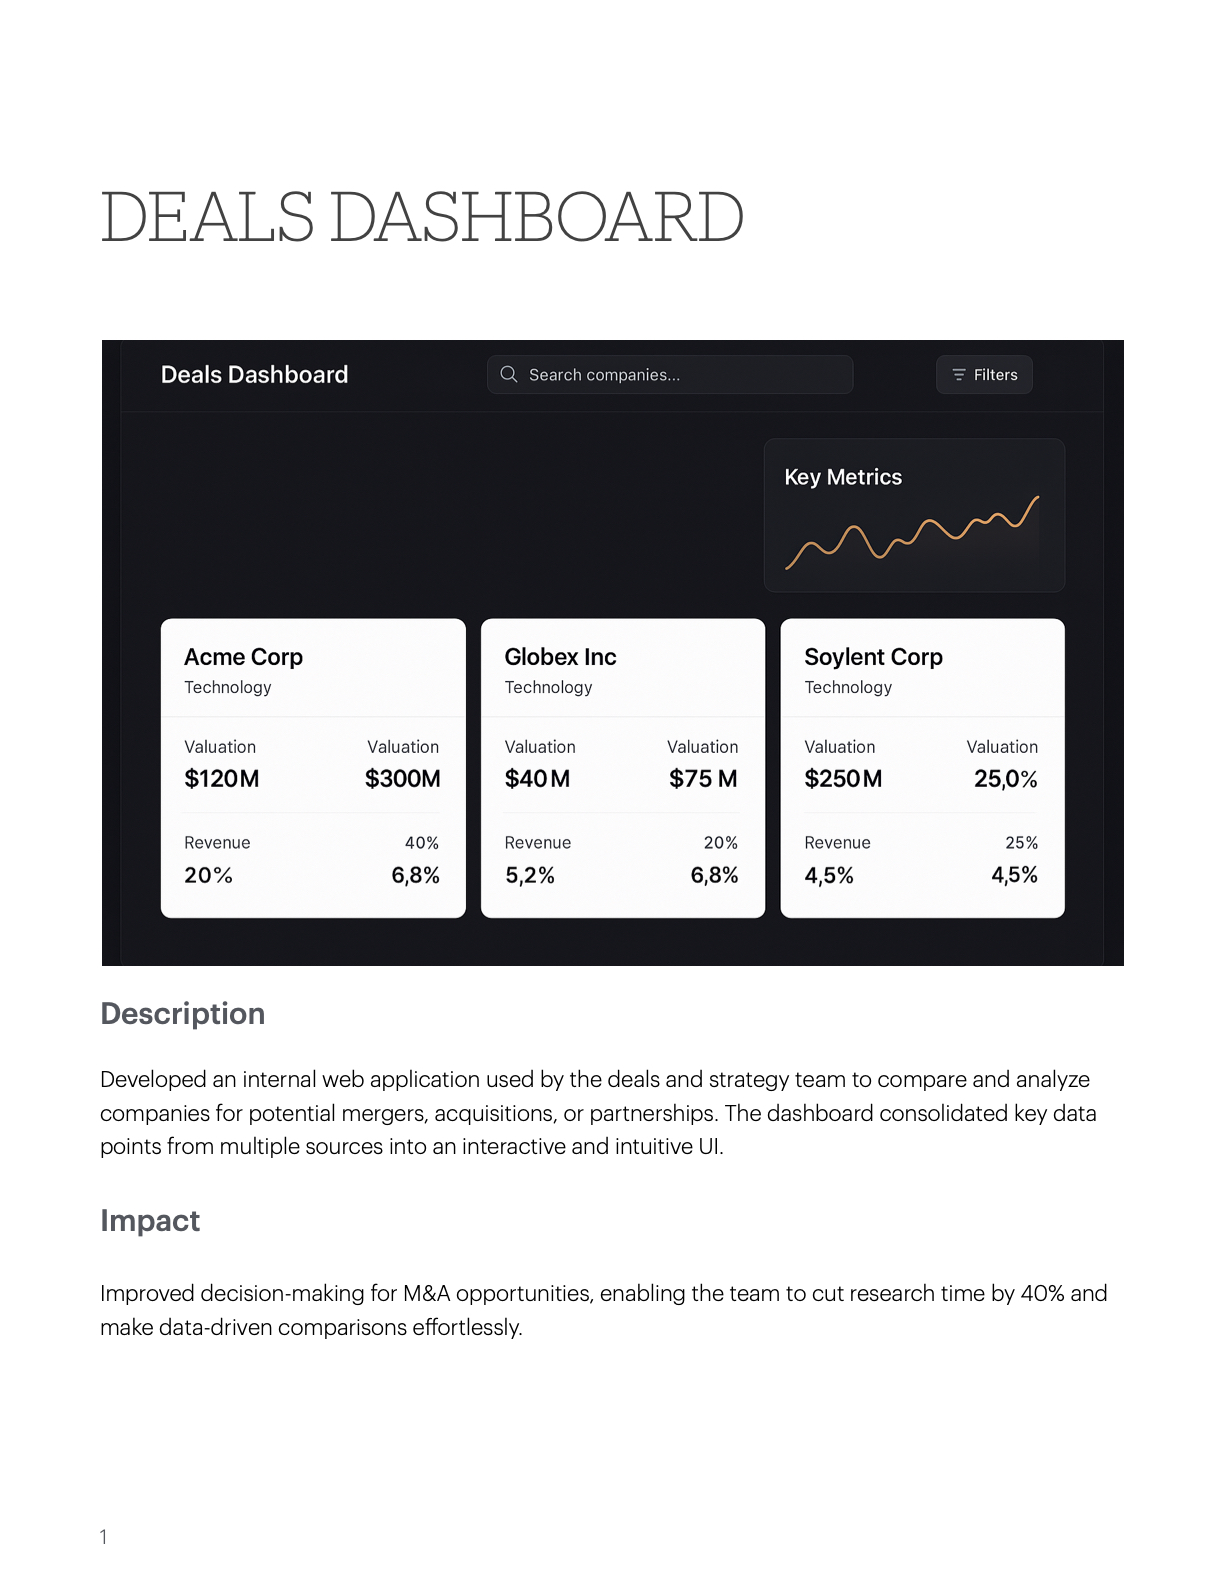 DEALS DASHBOARD
Deals Dashboard
Search companies...
Filters
Key Metrics
Acme Corp
Technology
Valuation Valuation
$120M $300M
Revenue 40%
20% 6,8%
Globex Inc
Technology
Valuation Valuation
$40M $75 M
Revenue 20%
5,2% 6,8%
Soylent Corp
Technology
Valuation Valuation
$250M 25,0%
Revenue 25%
4,5% 4,5%
Description
Developed an internal web application used by the deals and strategy team to compare and analyze
companies for potential mergers, acquisitions, or partnerships. The dashboard consolidated key data
points from multiple sources into an interactive and intuitive UI.
Impact
Improved decision-making for M&A opportunities, enabling the team to cut research time by 40% and
make data-driven comparisons effortlessly.
1